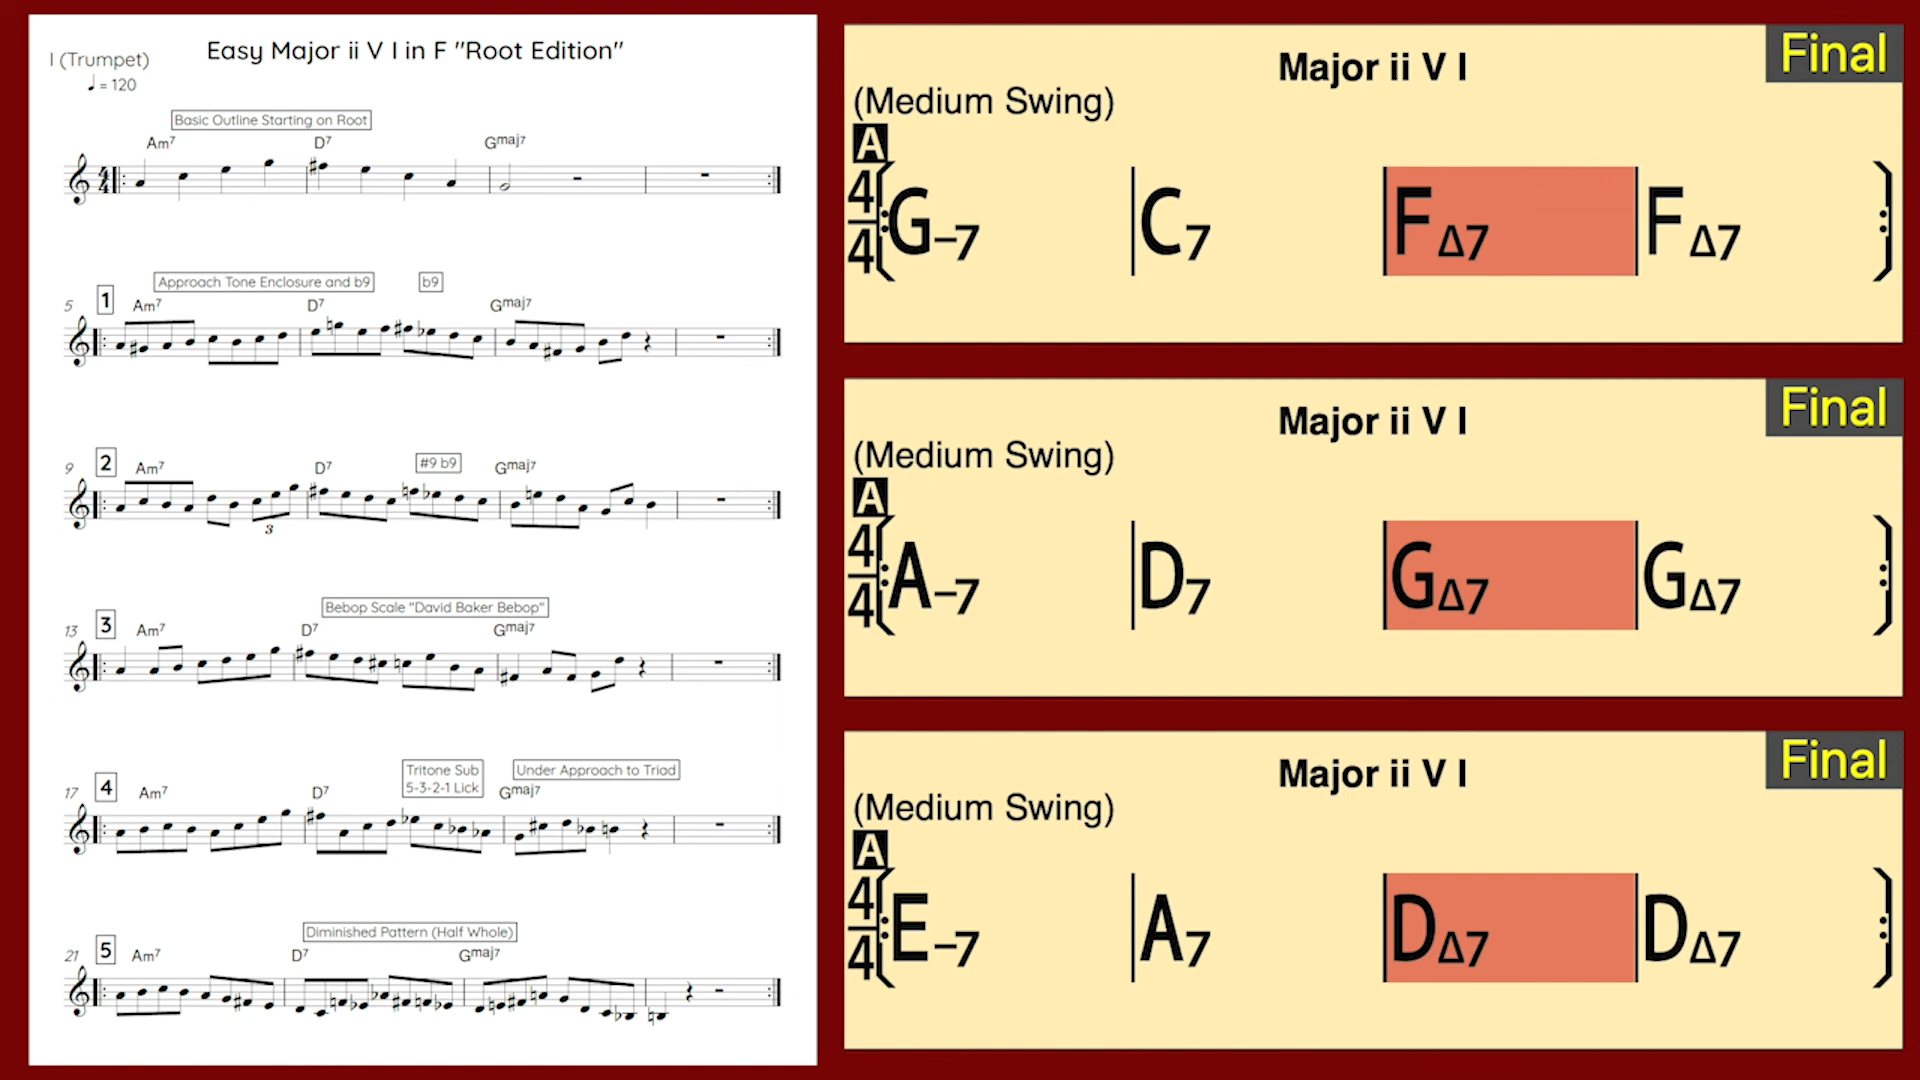 Easy Major ii V I in F "Root Edition"
I (Trumpet)
♩ = 120
Basic Outline Starting on Root
Am7 D7 Gmaj7
4
4
Approach Tone Enclosure and b9 b9
5 1 Am7 D7 Gmaj7
9 2 Am7 D7 #9 b9 Gmaj7
3
Bebop Scale "David Baker Bebop"
13 3 Am7 D7 Gmaj7
Tritone Sub
5-3-2-1 Lick
Under Approach to Triad
17 4 Am7 D7 Gmaj7
Diminished Pattern (Half Whole)
21 5 Am7 D7 Gmaj7
Final
Major ii V I
(Medium Swing)
A
4
4
G–7 C7 FΔ7 FΔ7
Final
Major ii V I
(Medium Swing)
A
4
4
A–7 D7 GΔ7 GΔ7
Final
Major ii V I
(Medium Swing)
A
4
4
E–7 A7 DΔ7 DΔ7